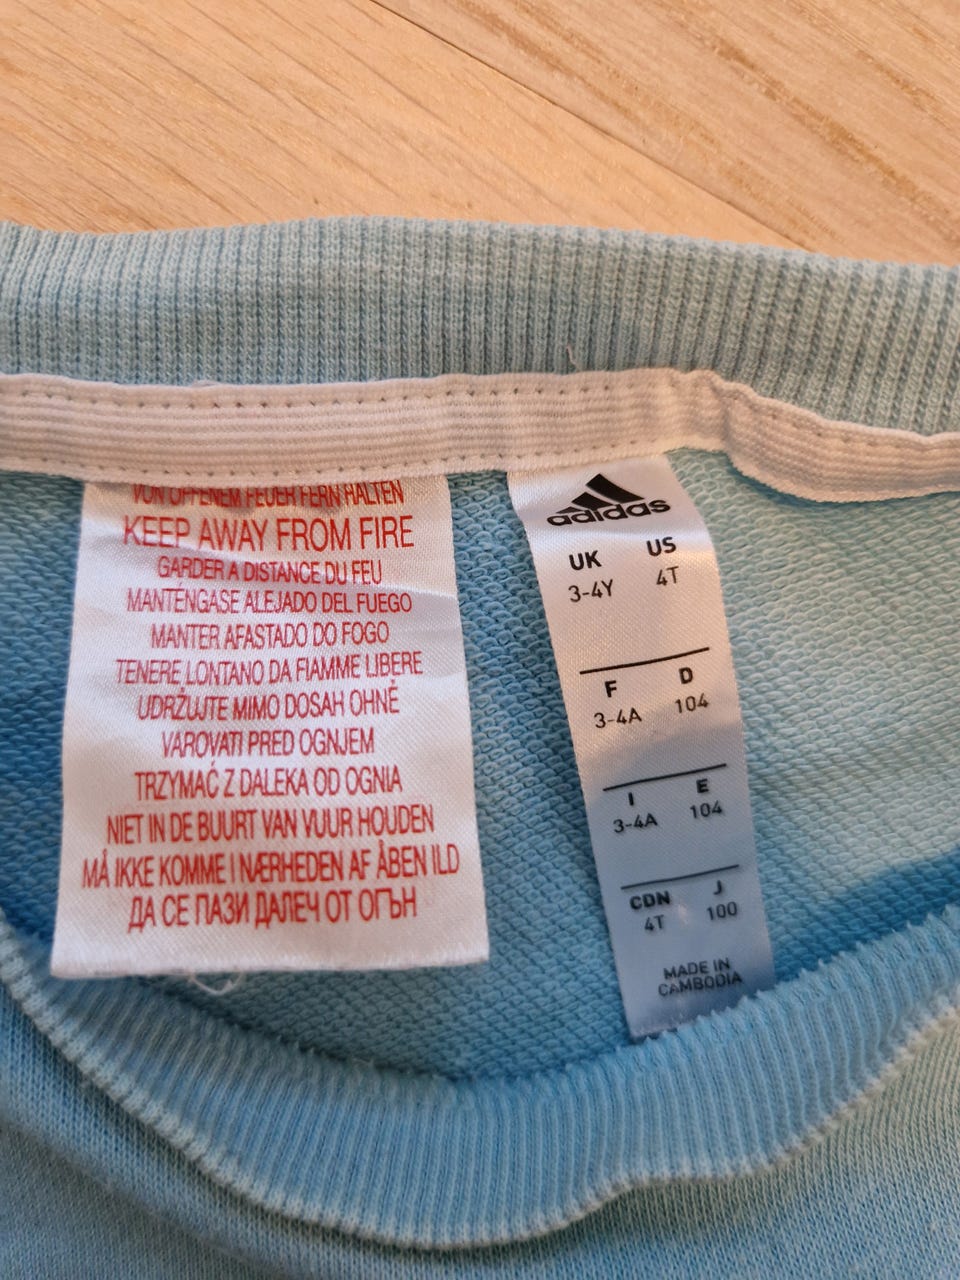 VON OFFENEM FEUER FERN HALTEN
KEEP AWAY FROM FIRE
GARDER A DISTANCE DU FEU
MANTÉNGASE ALEJADO DEL FUEGO
MANTER AFASTADO DO FOGO
TENERE LONTANO DA FIAMME LIBERE
UDRŽUJTE MIMO DOSAH OHNĚ
VAROVATI PRED OGNJEM
TRZYMAĆ Z DALEKA OD OGNIA
NIET IN DE BUURT VAN VUUR HOUDEN
MÅ IKKE KOMME I NÆRHEDEN AF ÅBEN ILD
ДА СЕ ПАЗИ ДАЛЕЧ ОТ ОГЪН
adidas
UK US
3-4Y 4T
F D
3-4A 104
I E
3-4A 104
CDN J
4T 100
MADE IN
CAMBODIA